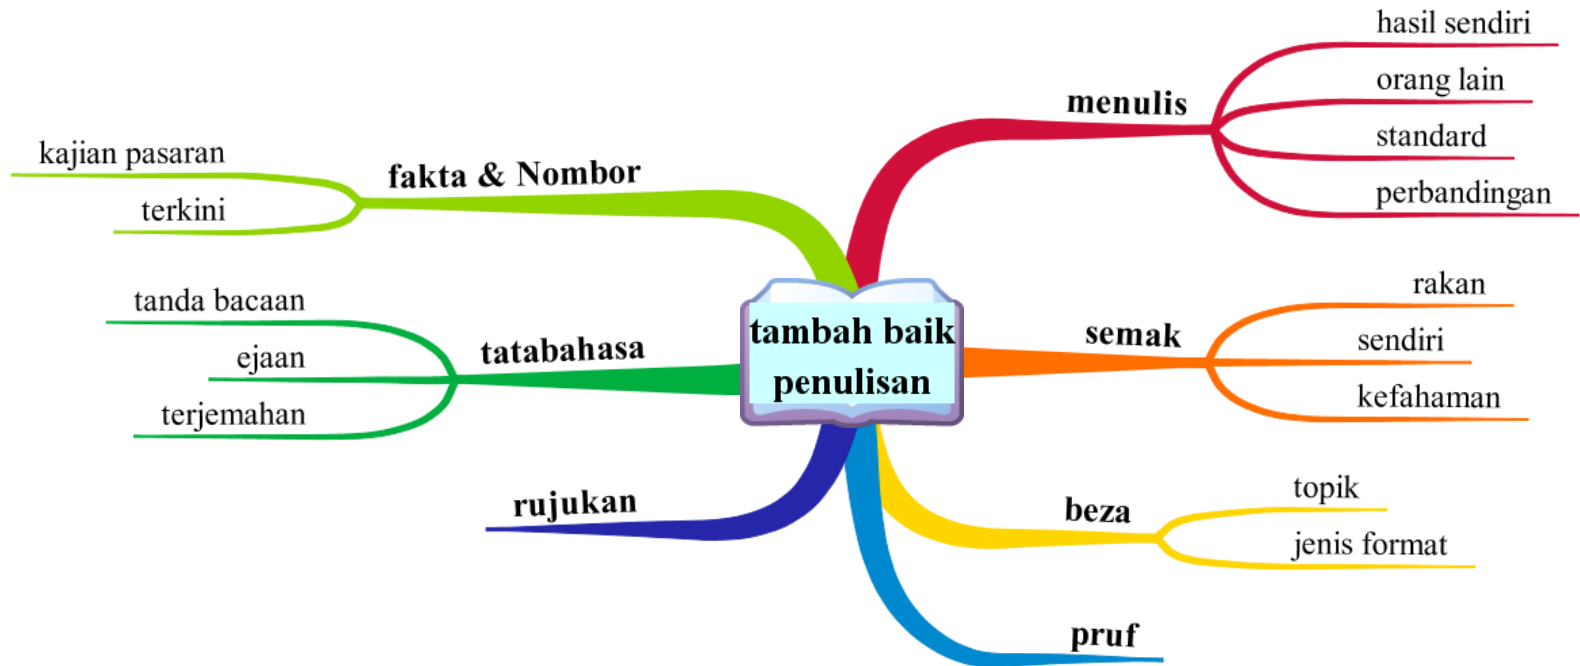 tambah baik
penulisan
menulis
hasil sendiri
orang lain
standard
perbandingan
semak
rakan
sendiri
kefahaman
beza
topik
jenis format
pruf
rujukan
tatabahasa
tanda bacaan
ejaan
terjemahan
fakta & Nombor
kajian pasaran
terkini